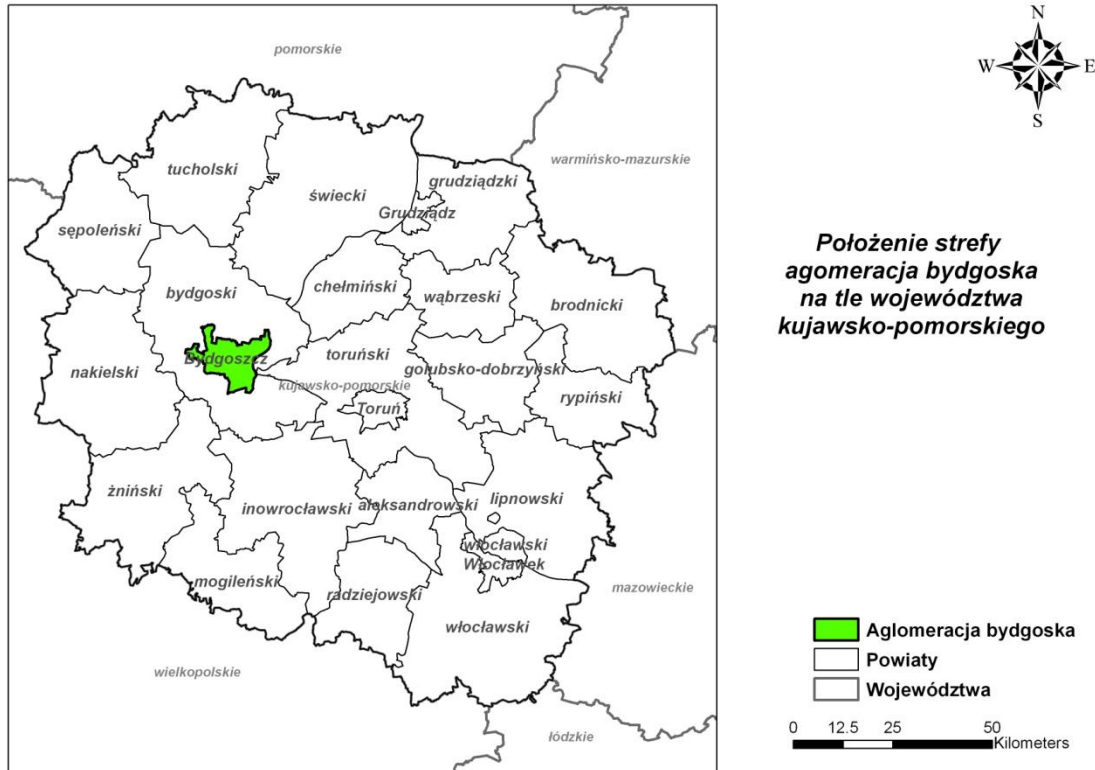 N
W E
S
pomorskie
warmińsko-mazurskie
tucholski
grudziądzki
świecki
Grudziądz
sępoleński
Położenie strefy
agomeracja bydgoska
na tle województwa
kujawsko-pomorskiego
bydgoski
chełmiński
wąbrzeski
brodnicki
toruński
Bydgoszcz
nakielski
gołubsko-dobrzyński
kujawsko-pomorskie
rypiński
Toruń
żniński
inowrocławski
aleksandrowski
lipnowski
włocławski
Włocławek
mogileński
radziejowski
mazowieckie
włocławski
wielkopolskie
łódzkie
Aglomeracja bydgoska
Powiaty
Województwa
0 12.5 25 50
Kilometers